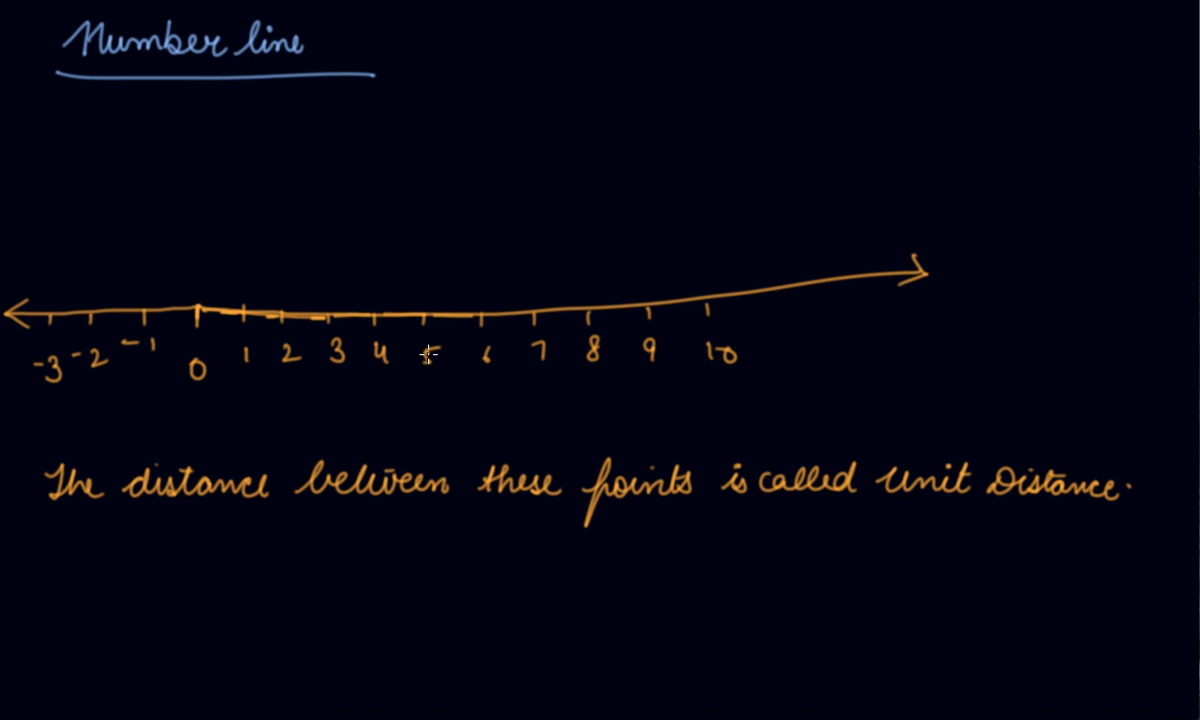 Number line
-3 -2 -1 0 1 2 3 4 5 6 7 8 9 10
The distance between these points is called Unit Distance.